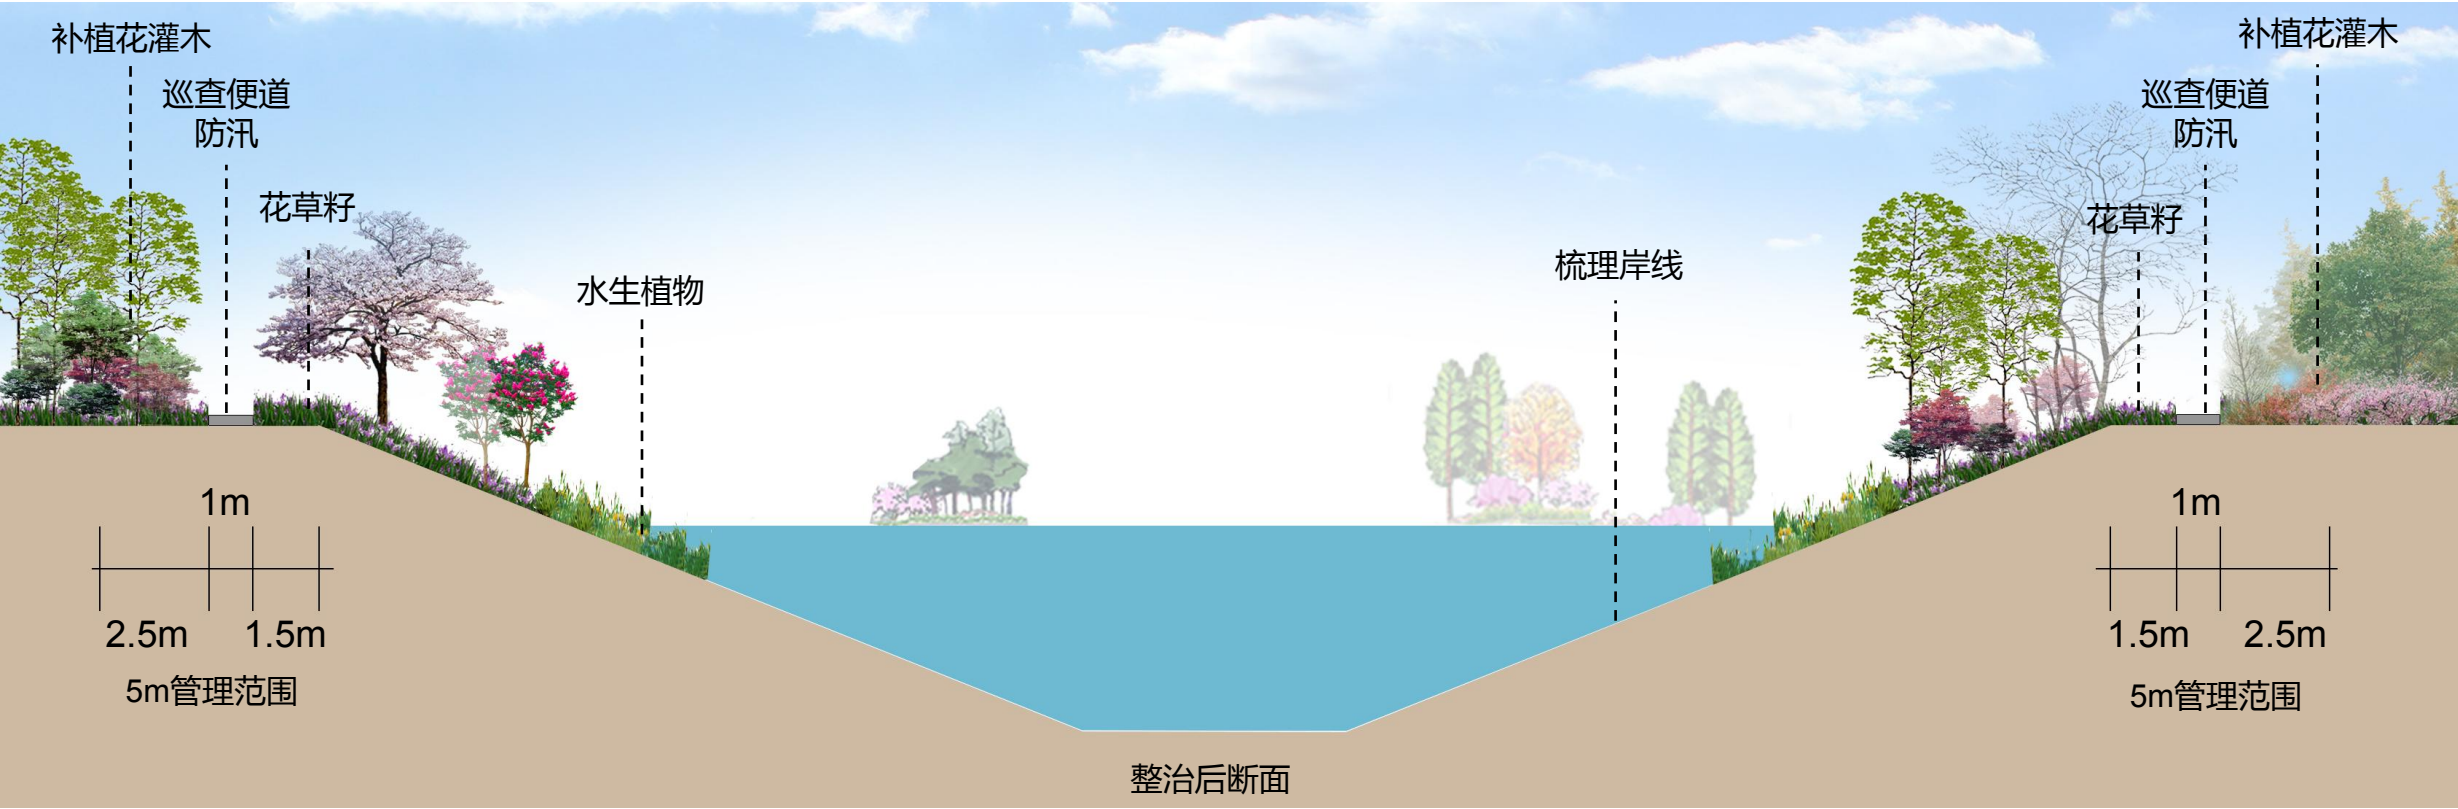 补植花灌木
巡查便道
防汛
花草籽
水生植物
梳理岸线
花草籽
巡查便道
防汛
补植花灌木
1m
2.5m
1.5m
5m管理范围
1m
1.5m
2.5m
5m管理范围
整治后断面